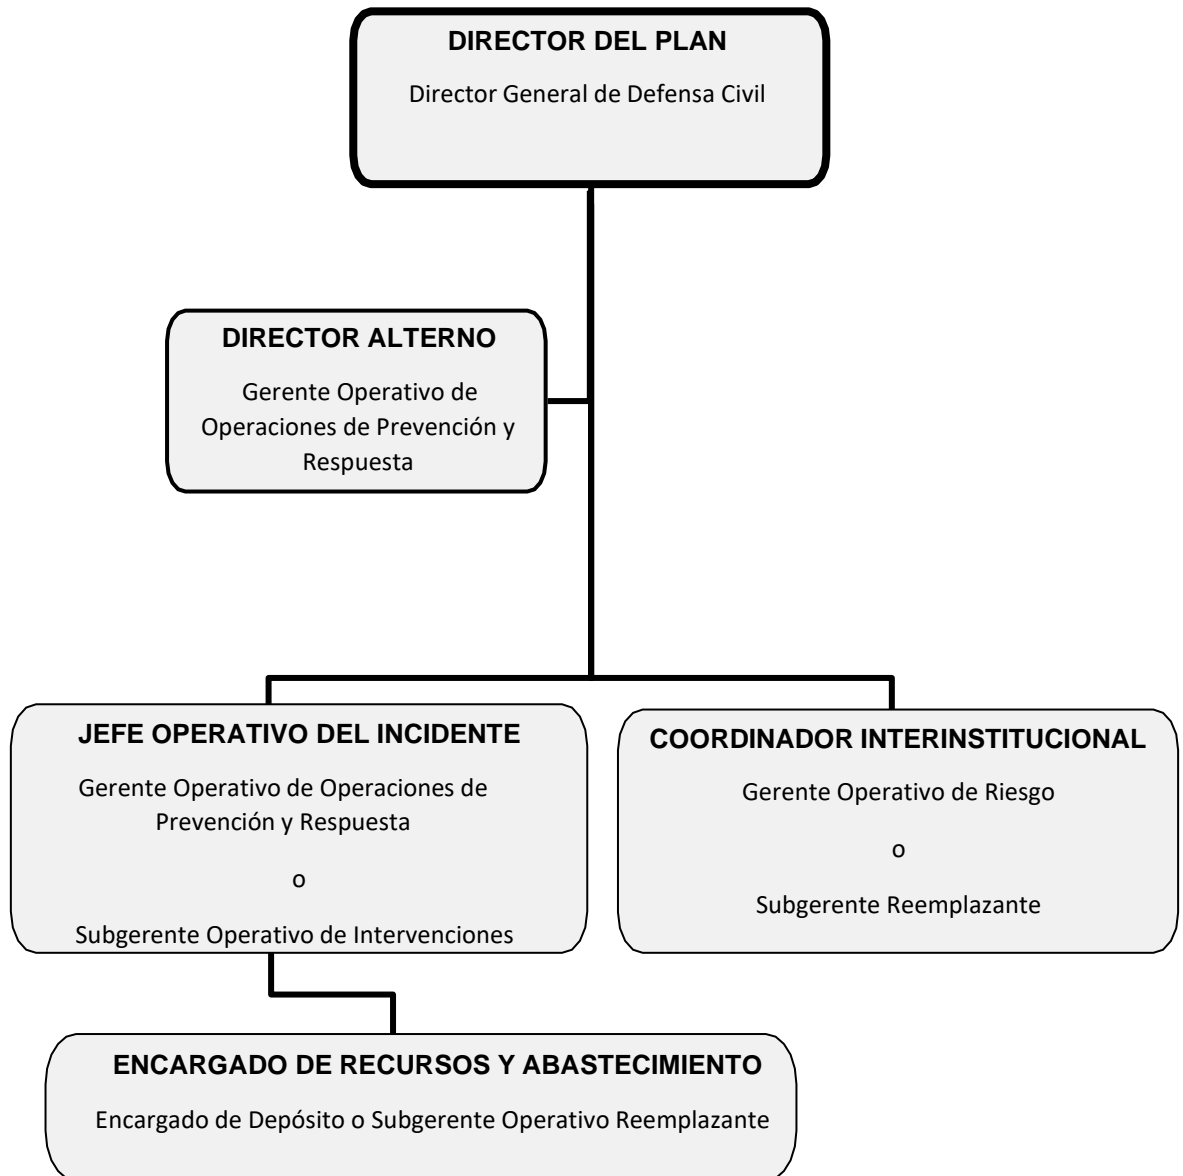 DIRECTOR DEL PLAN
Director General de Defensa Civil
DIRECTOR ALTERNO
Gerente Operativo de
Operaciones de Prevención y
Respuesta
JEFE OPERATIVO DEL INCIDENTE
Gerente Operativo de Operaciones de
Prevención y Respuesta
o
Subgerente Operativo de Intervenciones
COORDINADOR INTERINSTITUCIONAL
Gerente Operativo de Riesgo
o
Subgerente Reemplazante
ENCARGADO DE RECURSOS Y ABASTECIMIENTO
Encargado de Depósito o Subgerente Operativo Reemplazante